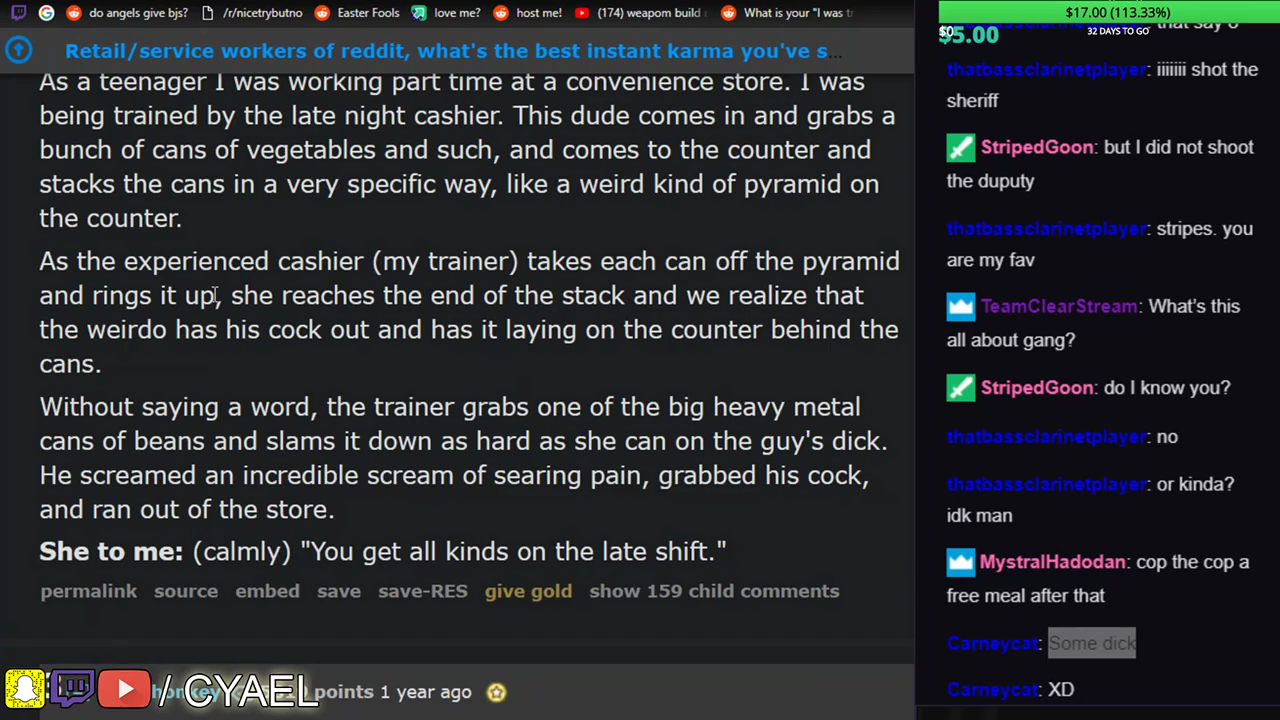 do angels give bjs?
/r/nicetrybutno
Easter Fools
love me?
host me!
(174) weapom build
What is your "I was t
Retail/service workers of reddit, what's the best instant karma you've s...
As a teenager I was working part time at a convenience store. I was
being trained by the late night cashier. This dude comes in and grabs a
bunch of cans of vegetables and such, and comes to the counter and
stacks the cans in a very specific way, like a weird kind of pyramid on
the counter.
As the experienced cashier (my trainer) takes each can off the pyramid
and rings it up, she reaches the end of the stack and we realize that
the weirdo has his cock out and has it laying on the counter behind the
cans.
Without saying a word, the trainer grabs one of the big heavy metal
cans of beans and slams it down as hard as she can on the guy's dick.
He screamed an incredible scream of searing pain, grabbed his cock,
and ran out of the store.
She to me: (calmly) "You get all kinds on the late shift."
permalink source embed save save-RES give gold show 159 child comments
honkey points 1 year ago
/ CYAEL
$17.00 (113.33%)
$0
$5.00
32 DAYS TO GO
that say
thatbassclarinetplayer: iiiiiii shot the
sheriff
StripedGoon: but I did not shoot
the duputy
thatbassclarinetplayer: stripes. you
are my fav
TeamClearStream: What's this
all about gang?
StripedGoon: do I know you?
thatbassclarinetplayer: no
thatbassclarinetplayer: or kinda?
idk man
MystralHadodan: cop the cop a
free meal after that
Carneycat: Some dick
Carneycat: XD